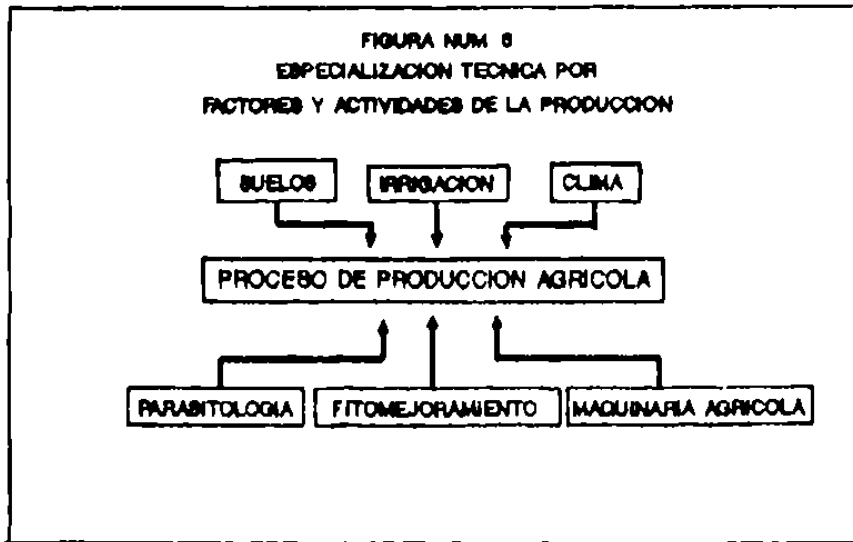 FIGURA NUM 6
ESPECIALIZACION TECNICA POR
FACTORES Y ACTIVIDADES DE LA PRODUCCION
SUELOS IRRIGACION CLIMA
PROCESO DE PRODUCCION AGRICOLA
PARASITOLOGIA FITOMEJORAMIENTO MAQUINARIA AGRICOLA